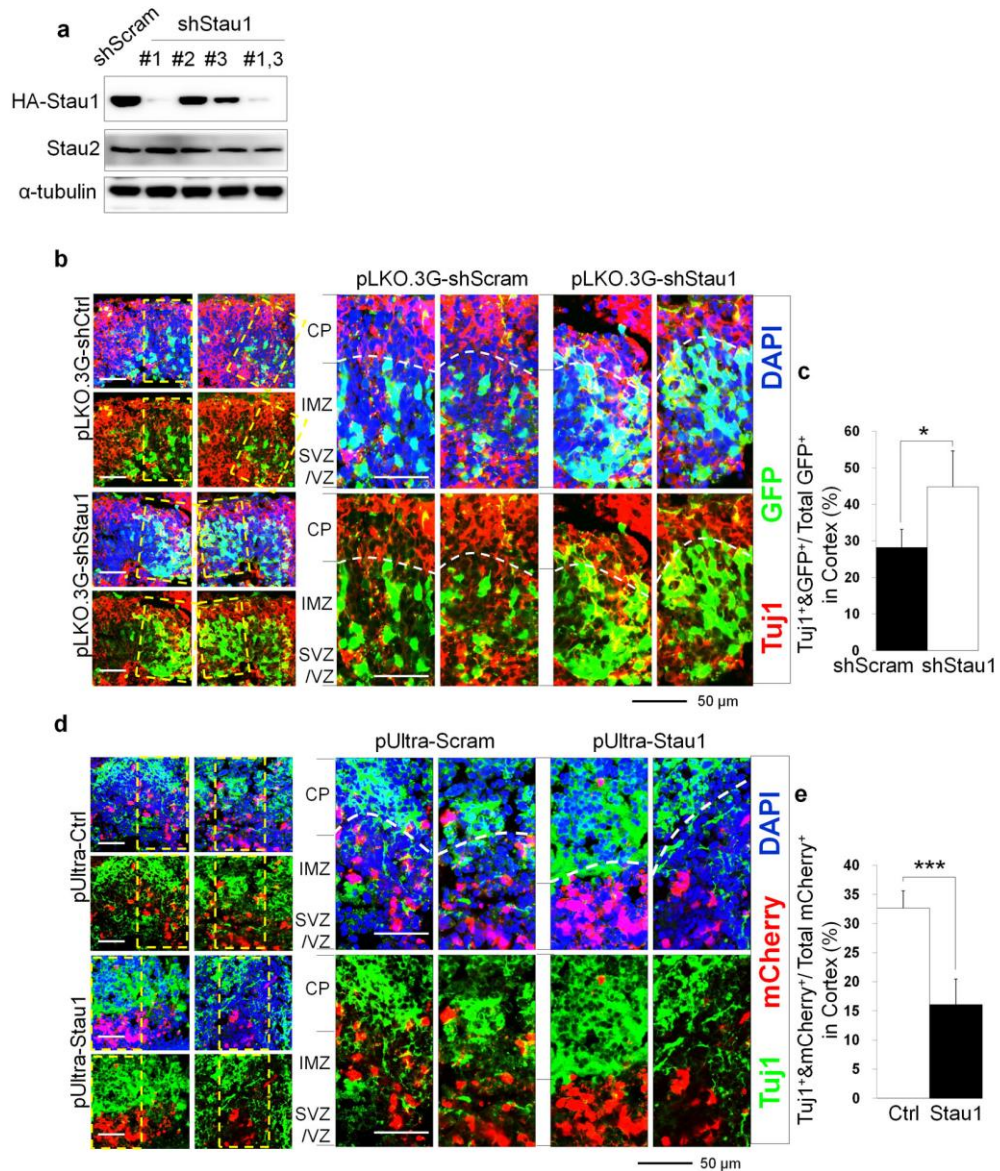 a
shScram
shStau1
#1 #2 #3 #1,3
HA-Stau1
Stau2
α-tubulin
b
pLKO.3G-shScram pLKO.3G-shStau1
pLKO.3G-shCtrl
pLKO.3G-shStau1
CP
IMZ
SVZ
/VZ
CP
IMZ
SVZ
/VZ
Tuj1 GFP DAPI
50 µm
c
Tuj1⁺&GFP⁺/ Total GFP⁺
in Cortex (%)
60
50
40
30
20
10
0
*
shScram shStau1
d
pUltra-Scram pUltra-Stau1
pUltra-Ctrl
pUltra-Stau1
CP
IMZ
SVZ
/VZ
CP
IMZ
SVZ
/VZ
Tuj1 mCherry DAPI
50 µm
e
Tuj1⁺&mCherry⁺/ Total mCherry⁺
in Cortex (%)
40
35
30
25
20
15
10
5
0
***
Ctrl Stau1